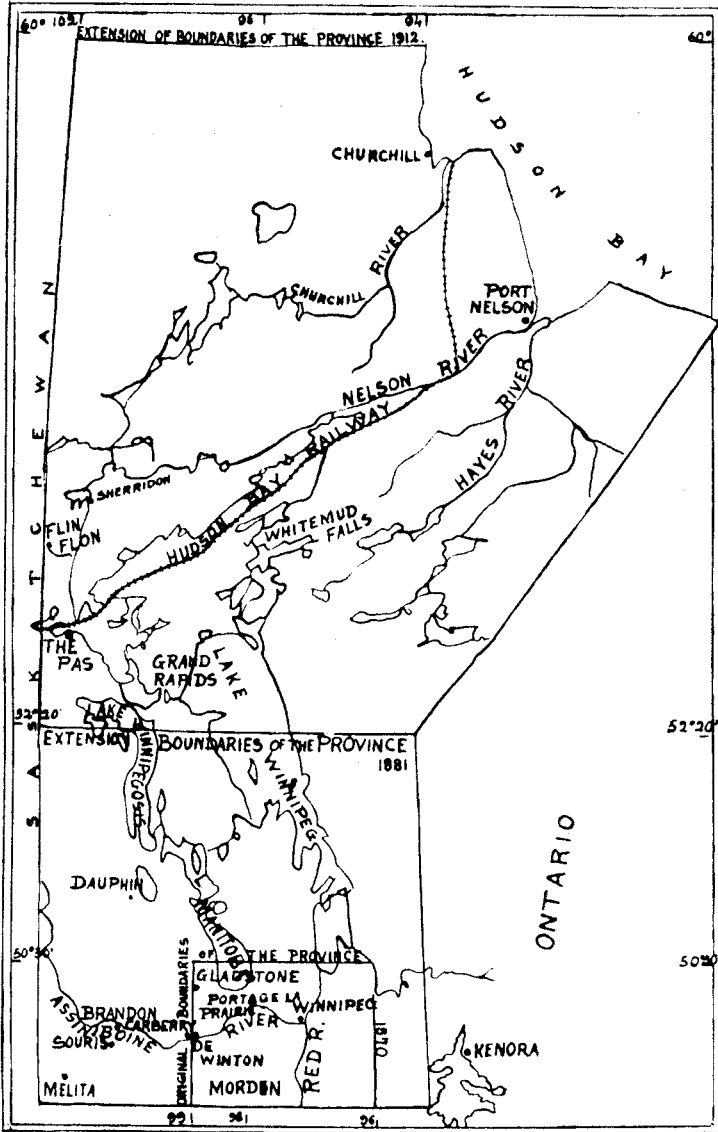 60° 102° 96 94 60°
EXTENSION OF BOUNDARIES OF THE PROVINCE 1912.
HUDSON BAY
CHURCHILL
CHURCHILL RIVER
PORT
NELSON
NELSON RIVER
HUDSON BAY RAILWAY
HAYES RIVER
SHERRIDON
FLIN
FLON
WHITEMUD
FALLS
SASKATCHEWAN
THE
PAS
GRAND
RAPIDS
LAKE WINNIPEG
LAKE WINNIPEGOSES
52°20' 52°20'
EXTENSION BOUNDARIES OF THE PROVINCE
1881
ONTARIO
DAUPHIN
MANITOBA
50°30' 50°30'
ORIGINAL BOUNDARIES OF THE PROVINCE
1870
GLADSTONE
PORTAGE LA
PRAIRIE
WINNIPEG
BRANDON
CARBERRY
ASSINIBOINE RIVER
SOURIS
DE
WINTON
RED R.
KENORA
MELITA
MORDEN
99 98 96